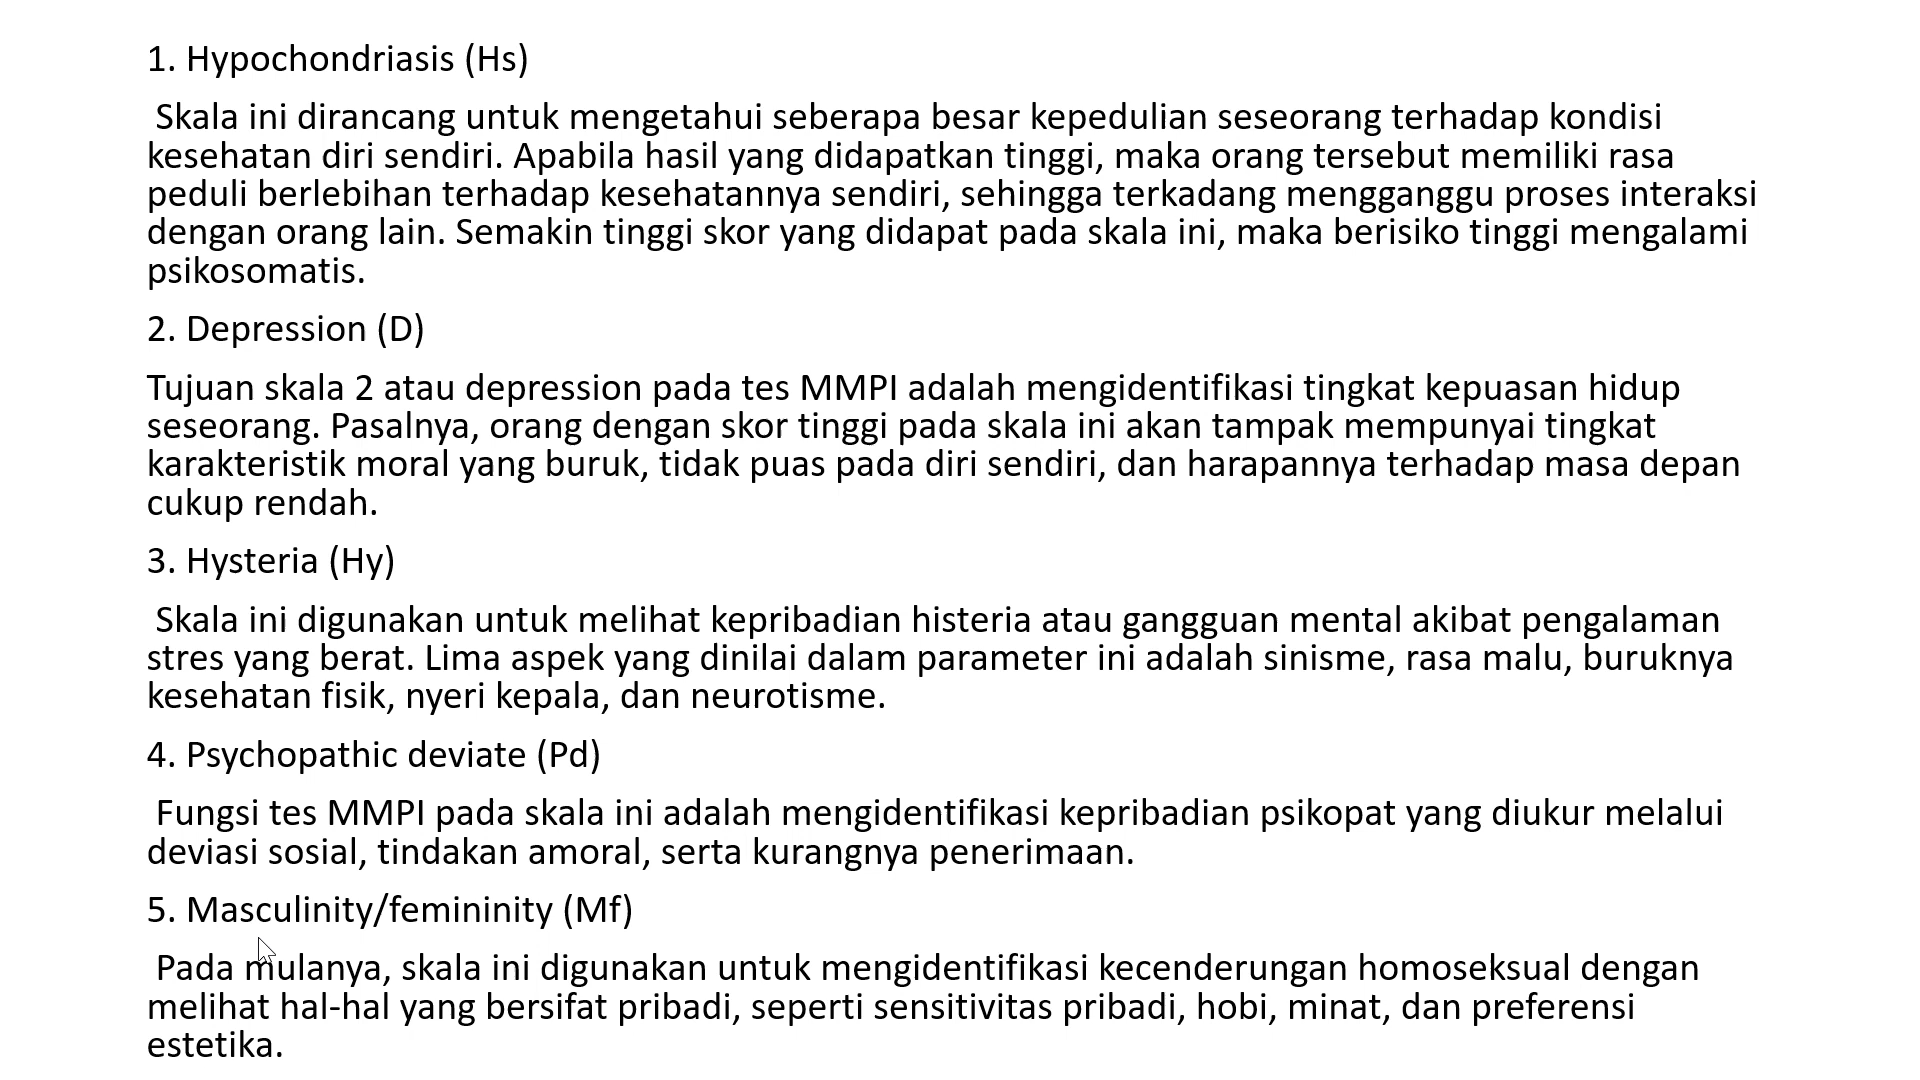 1. Hypochondriasis (Hs)
Skala ini dirancang untuk mengetahui seberapa besar kepedulian seseorang terhadap kondisi
kesehatan diri sendiri. Apabila hasil yang didapatkan tinggi, maka orang tersebut memiliki rasa
peduli berlebihan terhadap kesehatannya sendiri, sehingga terkadang mengganggu proses interaksi
dengan orang lain. Semakin tinggi skor yang didapat pada skala ini, maka berisiko tinggi mengalami
psikosomatis.
2. Depression (D)
Tujuan skala 2 atau depression pada tes MMPI adalah mengidentifikasi tingkat kepuasan hidup
seseorang. Pasalnya, orang dengan skor tinggi pada skala ini akan tampak mempunyai tingkat
karakteristik moral yang buruk, tidak puas pada diri sendiri, dan harapannya terhadap masa depan
cukup rendah.
3. Hysteria (Hy)
Skala ini digunakan untuk melihat kepribadian histeria atau gangguan mental akibat pengalaman
stres yang berat. Lima aspek yang dinilai dalam parameter ini adalah sinisme, rasa malu, buruknya
kesehatan fisik, nyeri kepala, dan neurotisme.
4. Psychopathic deviate (Pd)
Fungsi tes MMPI pada skala ini adalah mengidentifikasi kepribadian psikopat yang diukur melalui
deviasi sosial, tindakan amoral, serta kurangnya penerimaan.
5. Masculinity/femininity (Mf)
Pada mulanya, skala ini digunakan untuk mengidentifikasi kecenderungan homoseksual dengan
melihat hal-hal yang bersifat pribadi, seperti sensitivitas pribadi, hobi, minat, dan preferensi
estetika.